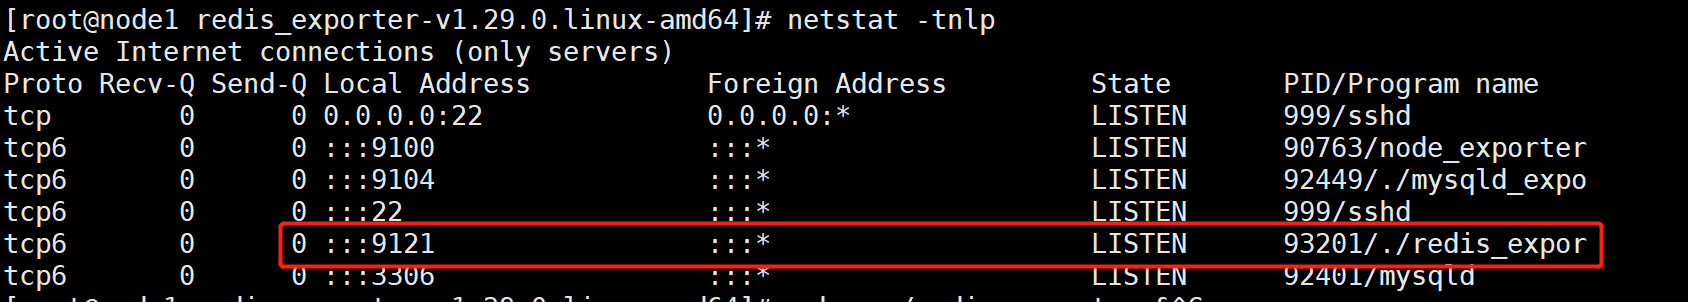 [root@node1 redis_exporter-v1.29.0.linux-amd64]# netstat -tnlp
Active Internet connections (only servers)
Proto Recv-Q Send-Q Local Address           Foreign Address         State       PID/Program name
tcp        0      0 0.0.0.0:22              0.0.0.0:*               LISTEN      999/sshd
tcp6       0      0 :::9100                 :::*                    LISTEN      90763/node_exporter
tcp6       0      0 :::9104                 :::*                    LISTEN      92449/./mysqld_expo
tcp6       0      0 :::22                   :::*                    LISTEN      999/sshd
tcp6       0      0 :::9121                 :::*                    LISTEN      93201/./redis_expor
tcp6       0      0 :::3306                 :::*                    LISTEN      92401/mysqld